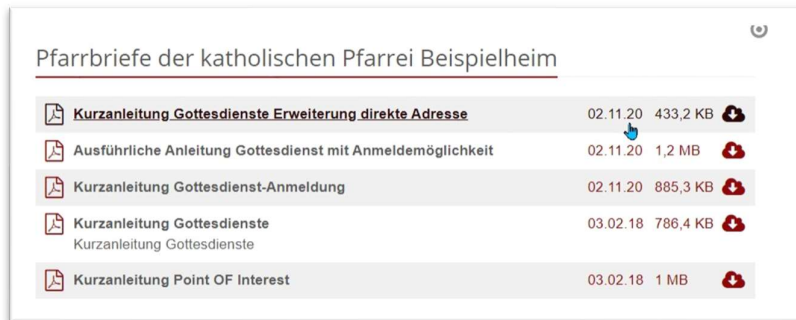 Pfarrbriefe der katholischen Pfarrei Beispielheim
Kurzanleitung Gottesdienste Erweiterung direkte Adresse 02.11.20 433,2 KB
Ausführliche Anleitung Gottesdienst mit Anmeldemöglichkeit 02.11.20 1,2 MB
Kurzanleitung Gottesdienst-Anmeldung 02.11.20 885,3 KB
Kurzanleitung Gottesdienste 03.02.18 786,4 KB
Kurzanleitung Gottesdienste
Kurzanleitung Point OF Interest 03.02.18 1 MB